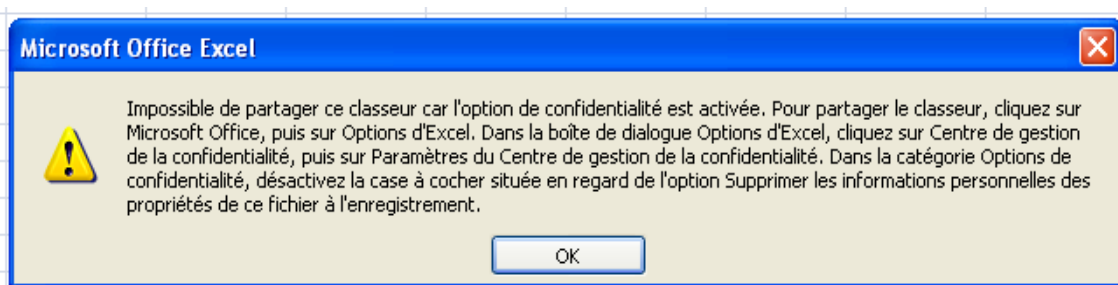 Microsoft Office Excel
Impossible de partager ce classeur car l'option de confidentialité est activée. Pour partager le classeur, cliquez sur
Microsoft Office, puis sur Options d'Excel. Dans la boîte de dialogue Options d'Excel, cliquez sur Centre de gestion
de la confidentialité, puis sur Paramètres du Centre de gestion de la confidentialité. Dans la catégorie Options de
confidentialité, désactivez la case à cocher située en regard de l'option Supprimer les informations personnelles des
propriétés de ce fichier à l'enregistrement.
OK